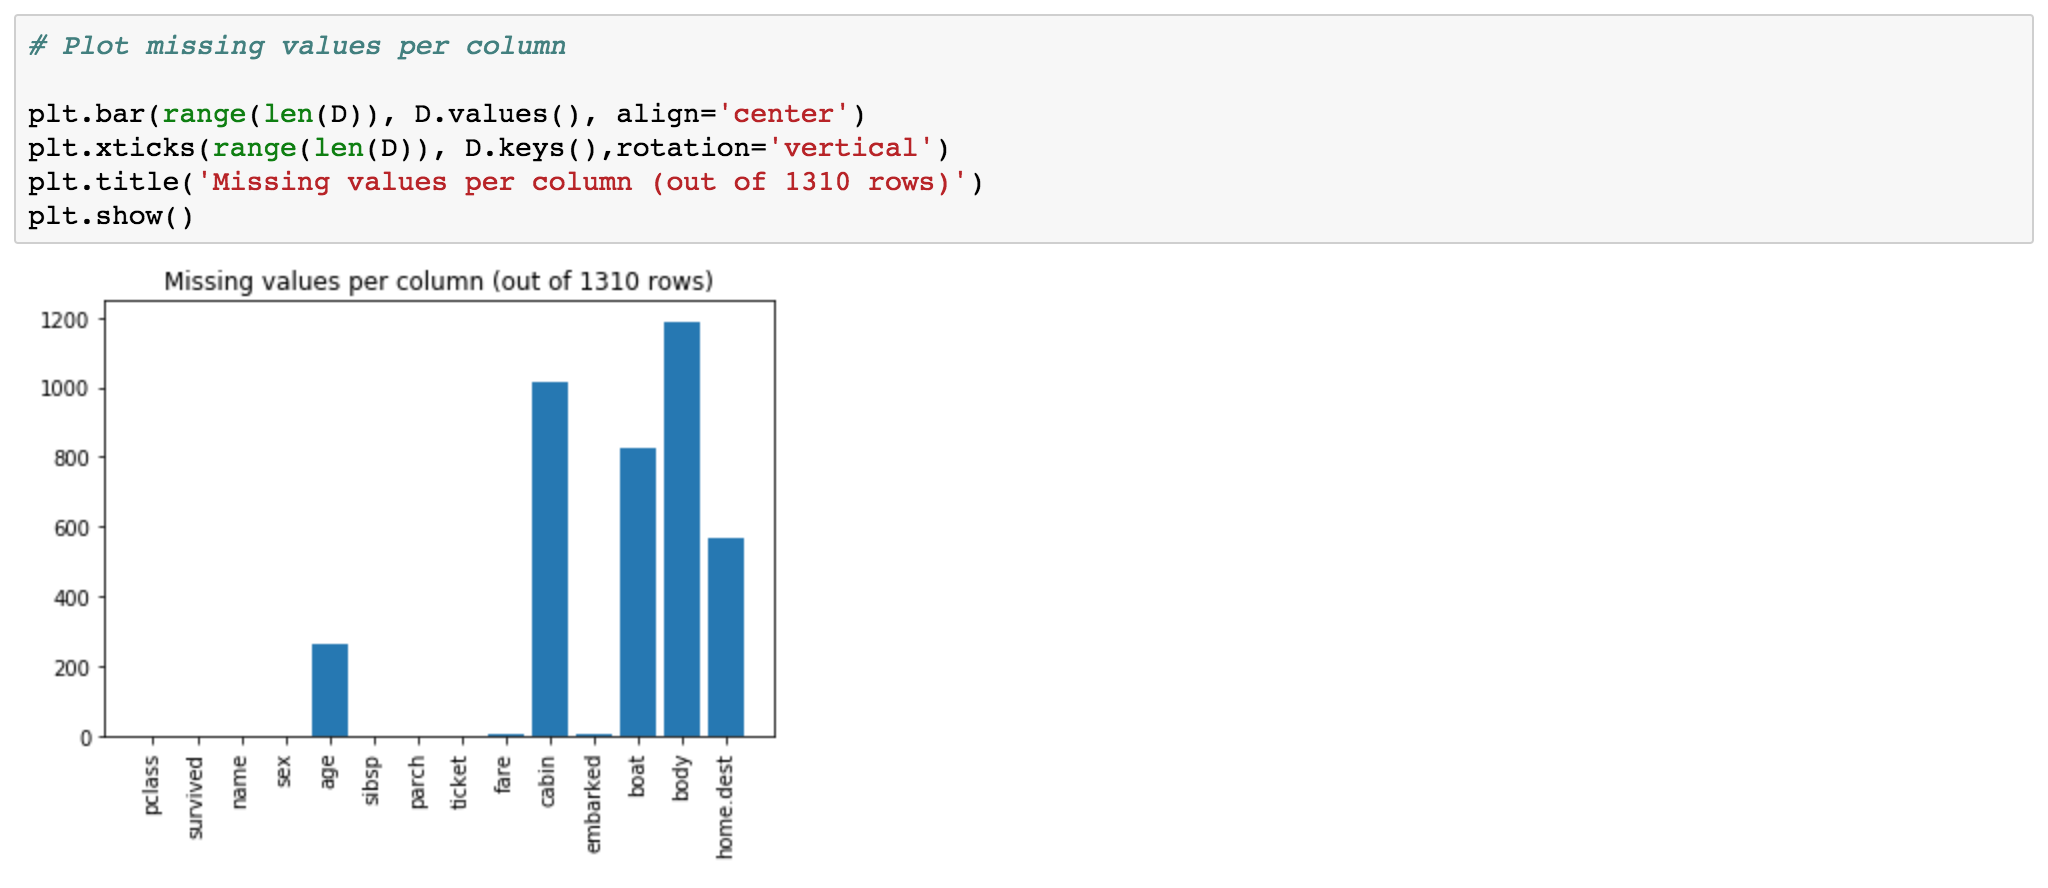 # Plot missing values per column
plt.bar(range(len(D)), D.values(), align='center')
plt.xticks(range(len(D)), D.keys(),rotation='vertical')
plt.title('Missing values per column (out of 1310 rows)')
plt.show()
Missing values per column (out of 1310 rows)
1200
1000
800
600
400
200
0
pclass
survived
name
sex
age
sibsp
parch
ticket
fare
cabin
embarked
boat
body
home.dest